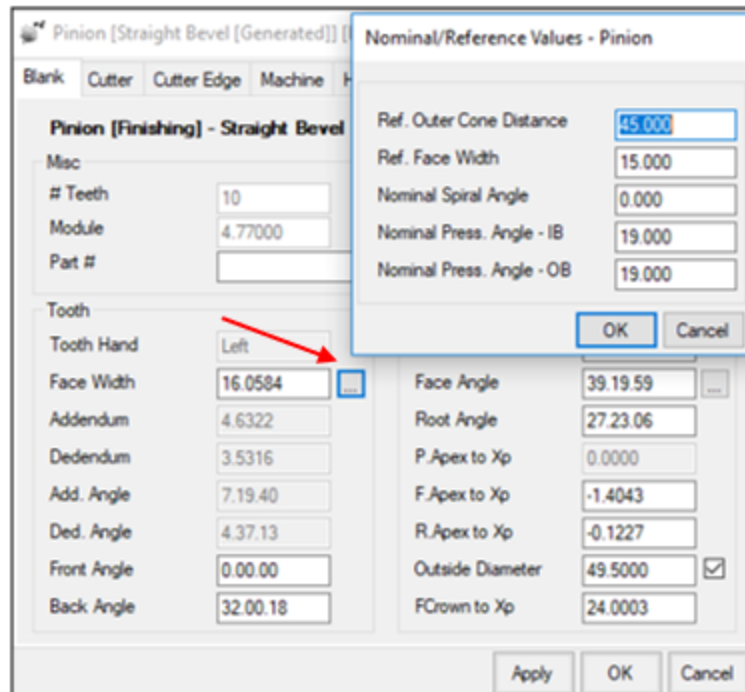 Pinion [Straight Bevel [Generated]] [
Blank Cutter Cutter Edge Machine H
Pinion [Finishing] - Straight Bevel
Misc
# Teeth 10
Module 4.77000
Part #
Tooth
Tooth Hand Left
Face Width 16.0584 ...
Addendum 4.6322
Dedendum 3.5316
Add. Angle 7.19.40
Ded. Angle 4.37.13
Front Angle 0.00.00
Back Angle 32.00.18
Nominal/Reference Values - Pinion
Ref. Outer Cone Distance 45.000
Ref. Face Width 15.000
Nominal Spiral Angle 0.000
Nominal Press. Angle - IB 19.000
Nominal Press. Angle - OB 19.000
OK Cancel
Face Angle 39.19.59 ...
Root Angle 27.23.06
P.Apex to Xp 0.0000
F.Apex to Xp -1.4043
R.Apex to Xp -0.1227
Outside Diameter 49.5000
FCrown to Xp 24.0003
Apply OK Cancel